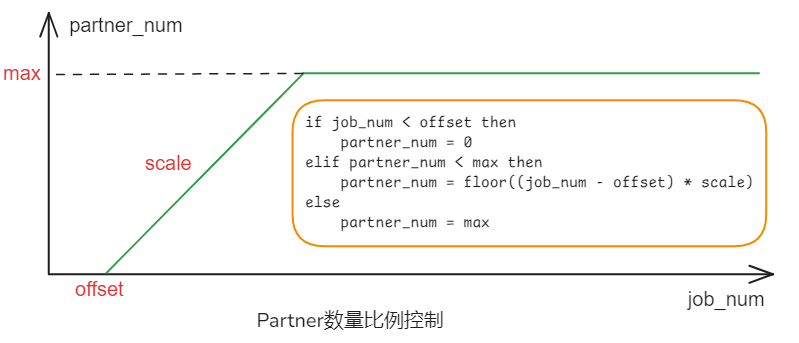 partner_num
max
if job_num < offset then
    partner_num = 0
elif partner_num < max then
    partner_num = floor((job_num - offset) * scale)
else
    partner_num = max
scale
offset
job_num
Partner数量比例控制